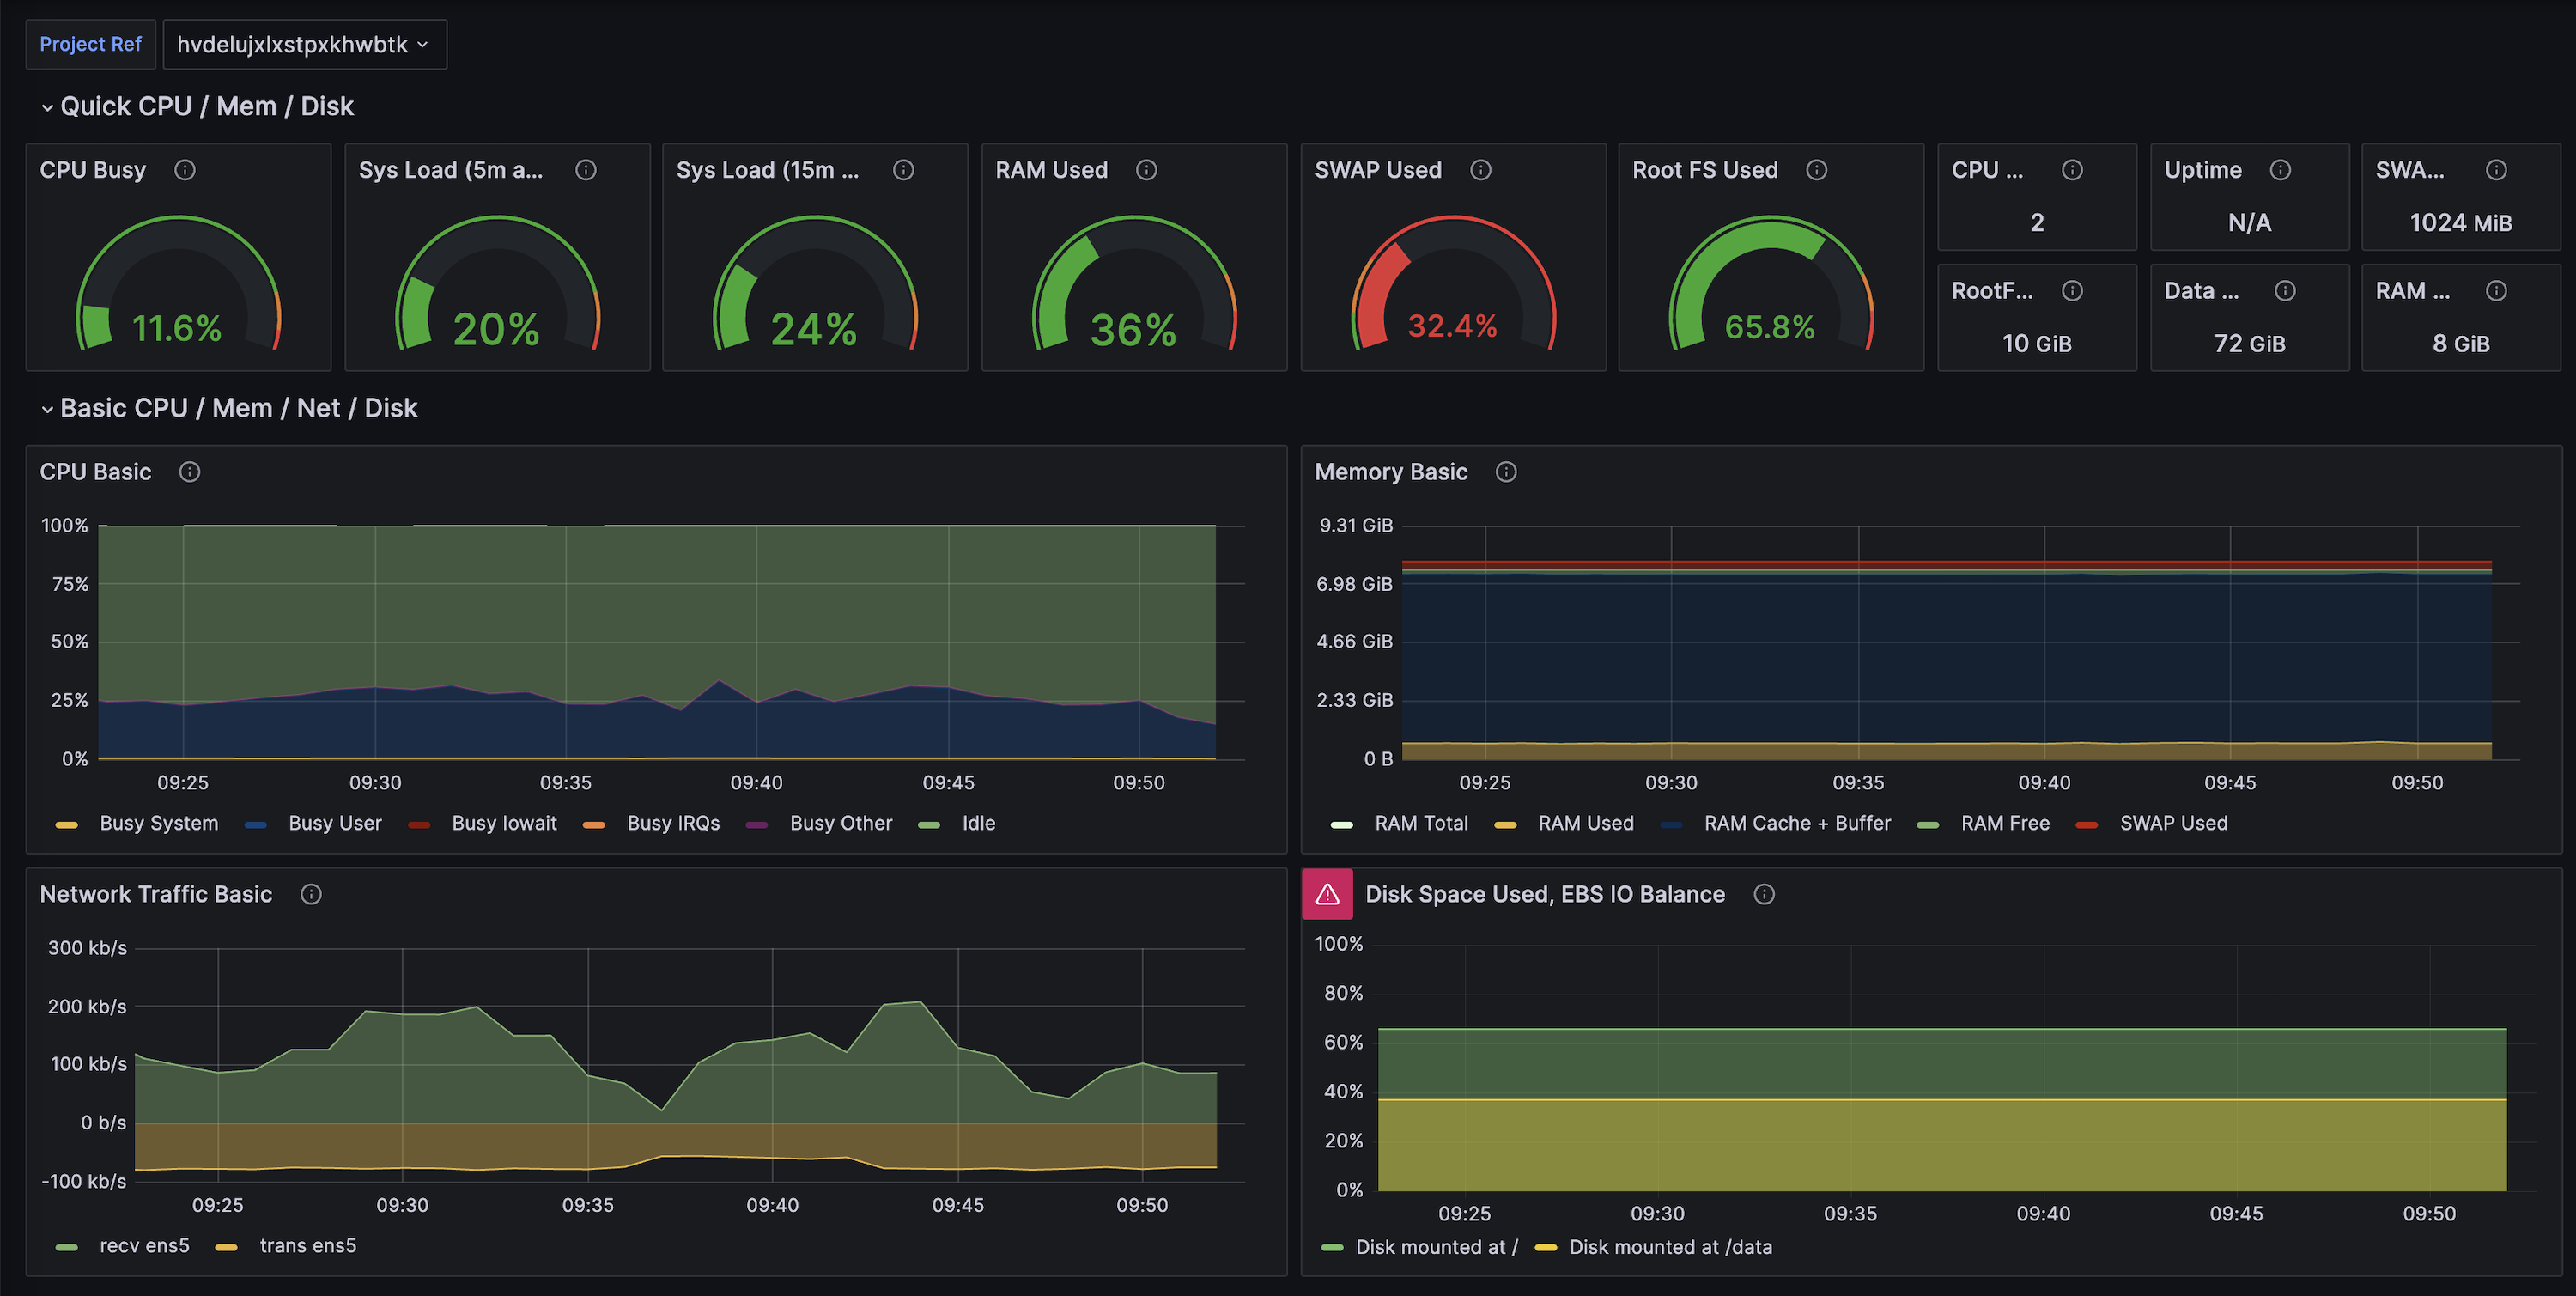 Project Ref hvdelujxlxstpxkhwbtk
Quick CPU / Mem / Disk
CPU Busy
11.6%
Sys Load (5m a...
20%
Sys Load (15m ...
24%
RAM Used
36%
SWAP Used
32.4%
Root FS Used
65.8%
CPU ...
2
Uptime
N/A
SWA...
1024 MiB
RootF...
10 GiB
Data ...
72 GiB
RAM ...
8 GiB
Basic CPU / Mem / Net / Disk
CPU Basic
100%
75%
50%
25%
0%
09:25 09:30 09:35 09:40 09:45 09:50
Busy System Busy User Busy Iowait Busy IRQs Busy Other Idle
Memory Basic
9.31 GiB
6.98 GiB
4.66 GiB
2.33 GiB
0 B
09:25 09:30 09:35 09:40 09:45 09:50
RAM Total RAM Used RAM Cache + Buffer RAM Free SWAP Used
Network Traffic Basic
300 kb/s
200 kb/s
100 kb/s
0 b/s
-100 kb/s
09:25 09:30 09:35 09:40 09:45 09:50
recv ens5 trans ens5
Disk Space Used, EBS IO Balance
100%
80%
60%
40%
20%
0%
09:25 09:30 09:35 09:40 09:45 09:50
Disk mounted at / Disk mounted at /data